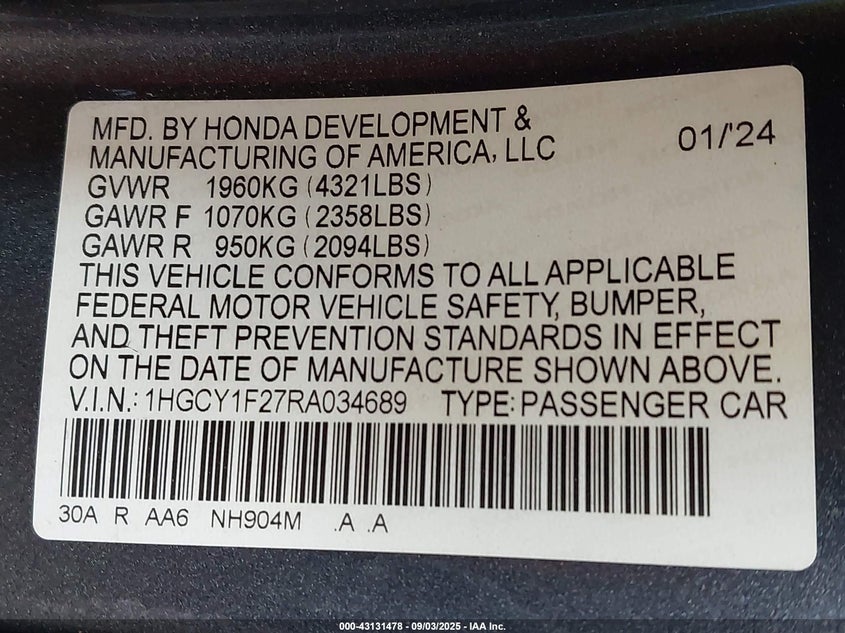 MFD. BY HONDA DEVELOPMENT &
MANUFACTURING OF AMERICA, LLC
01/'24
GVWR 1960KG (4321LBS)
GAWR F 1070KG (2358LBS)
GAWR R 950KG (2094LBS)
THIS VEHICLE CONFORMS TO ALL APPLICABLE
FEDERAL MOTOR VEHICLE SAFETY, BUMPER,
AND THEFT PREVENTION STANDARDS IN EFFECT
ON THE DATE OF MANUFACTURE SHOWN ABOVE.
V.I.N.: 1HGCY1F27RA034689 TYPE: PASSENGER CAR
30A R AA6 NH904M .A .A
000-43131478 - 09/03/2025 - IAA Inc.